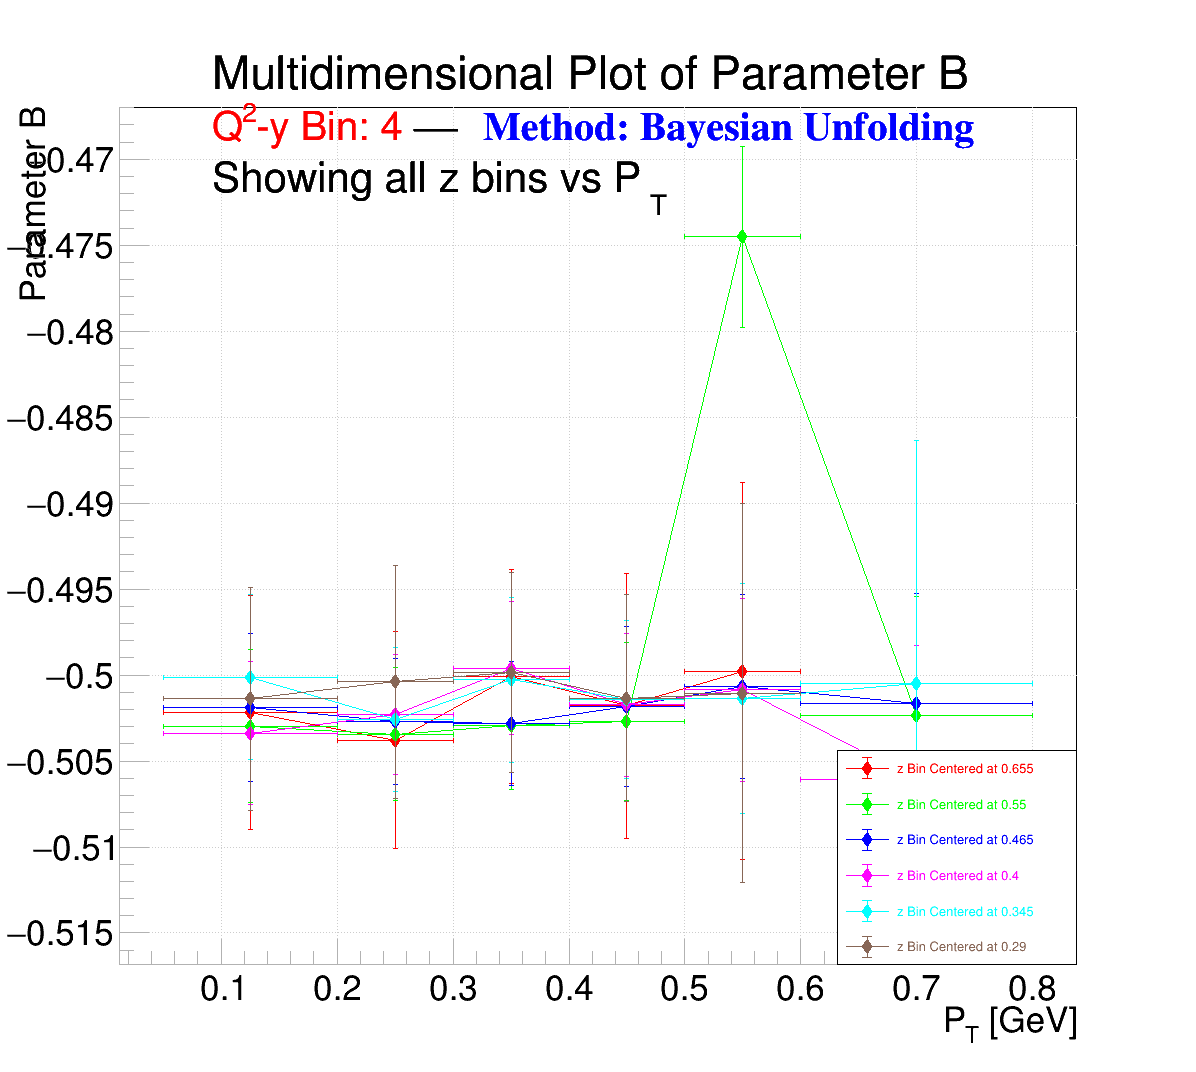 Multidimensional Plot of Parameter B
Q²-y Bin: 4 — Method: Bayesian Unfolding
Showing all z bins vs P_T
Parameter B
−0.47
−0.475
−0.48
−0.485
−0.49
−0.495
−0.5
−0.505
−0.51
−0.515
z Bin Centered at 0.655
z Bin Centered at 0.55
z Bin Centered at 0.465
z Bin Centered at 0.4
z Bin Centered at 0.345
z Bin Centered at 0.29
0.1 0.2 0.3 0.4 0.5 0.6 0.7 0.8
P_T [GeV]